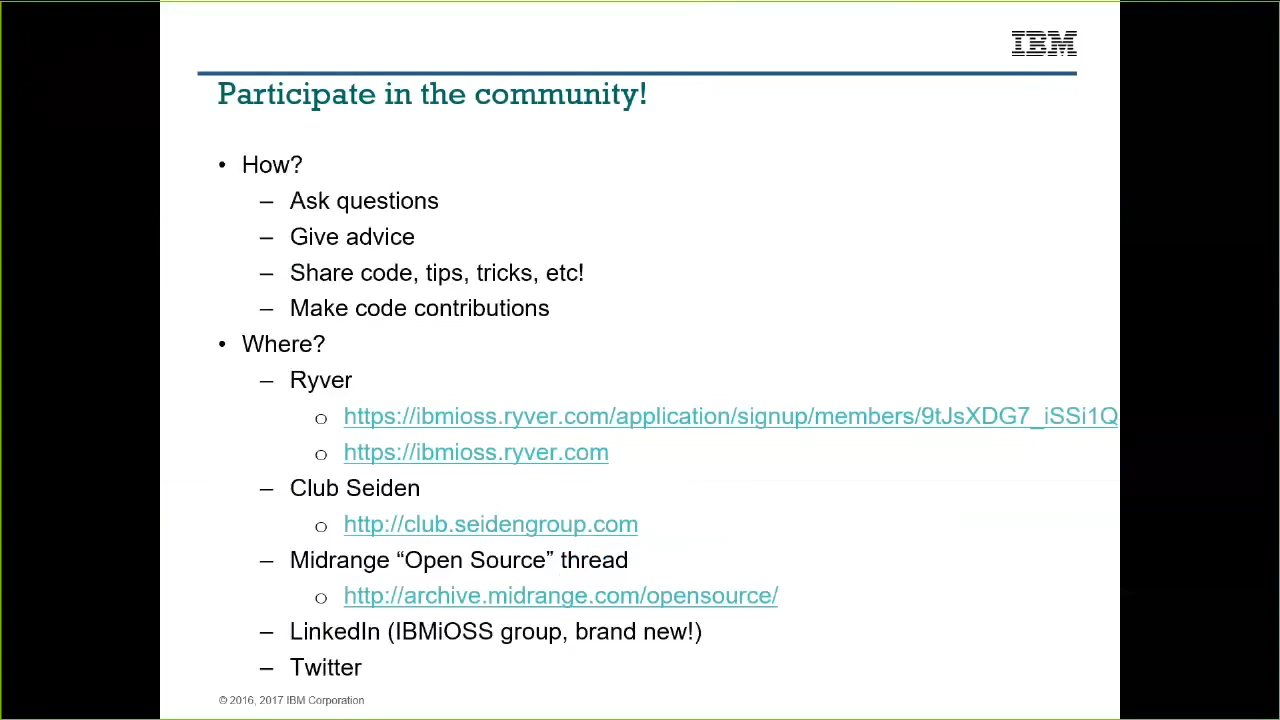 IBM
Participate in the community!
• How?
– Ask questions
– Give advice
– Share code, tips, tricks, etc!
– Make code contributions
• Where?
– Ryver
o https://ibmioss.ryver.com/application/signup/members/9tJsXDG7_iSSi1Q
o https://ibmioss.ryver.com
– Club Seiden
o http://club.seidengroup.com
– Midrange “Open Source” thread
o http://archive.midrange.com/opensource/
– LinkedIn (IBMiOSS group, brand new!)
– Twitter
© 2016, 2017 IBM Corporation